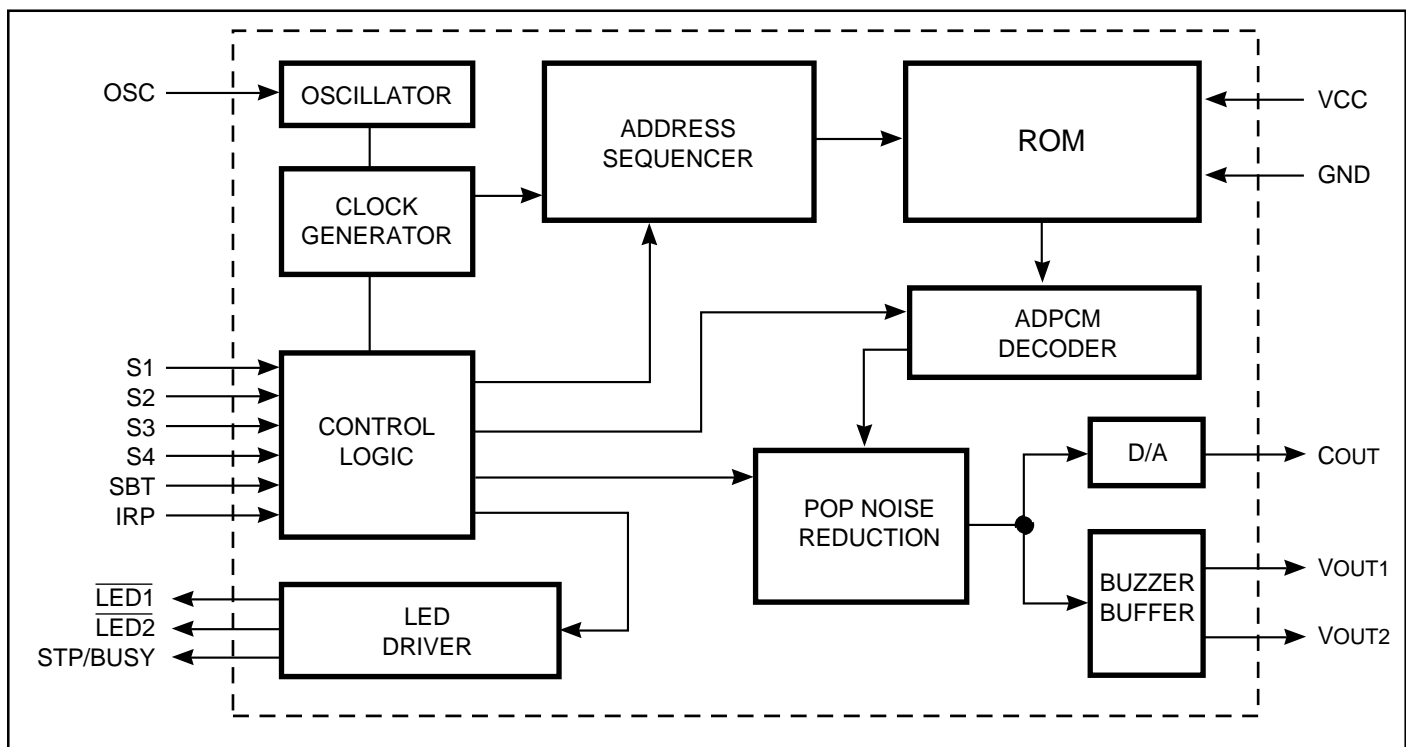 OSC
OSCILLATOR
CLOCK
GENERATOR
ADDRESS
SEQUENCER
ROM
VCC
GND
ADPCM
DECODER
S1
S2
S3
S4
SBT
IRP
CONTROL
LOGIC
POP NOISE
REDUCTION
D/A
COUT
BUZZER
BUFFER
VOUT1
VOUT2
LED1
LED2
STP/BUSY
LED
DRIVER